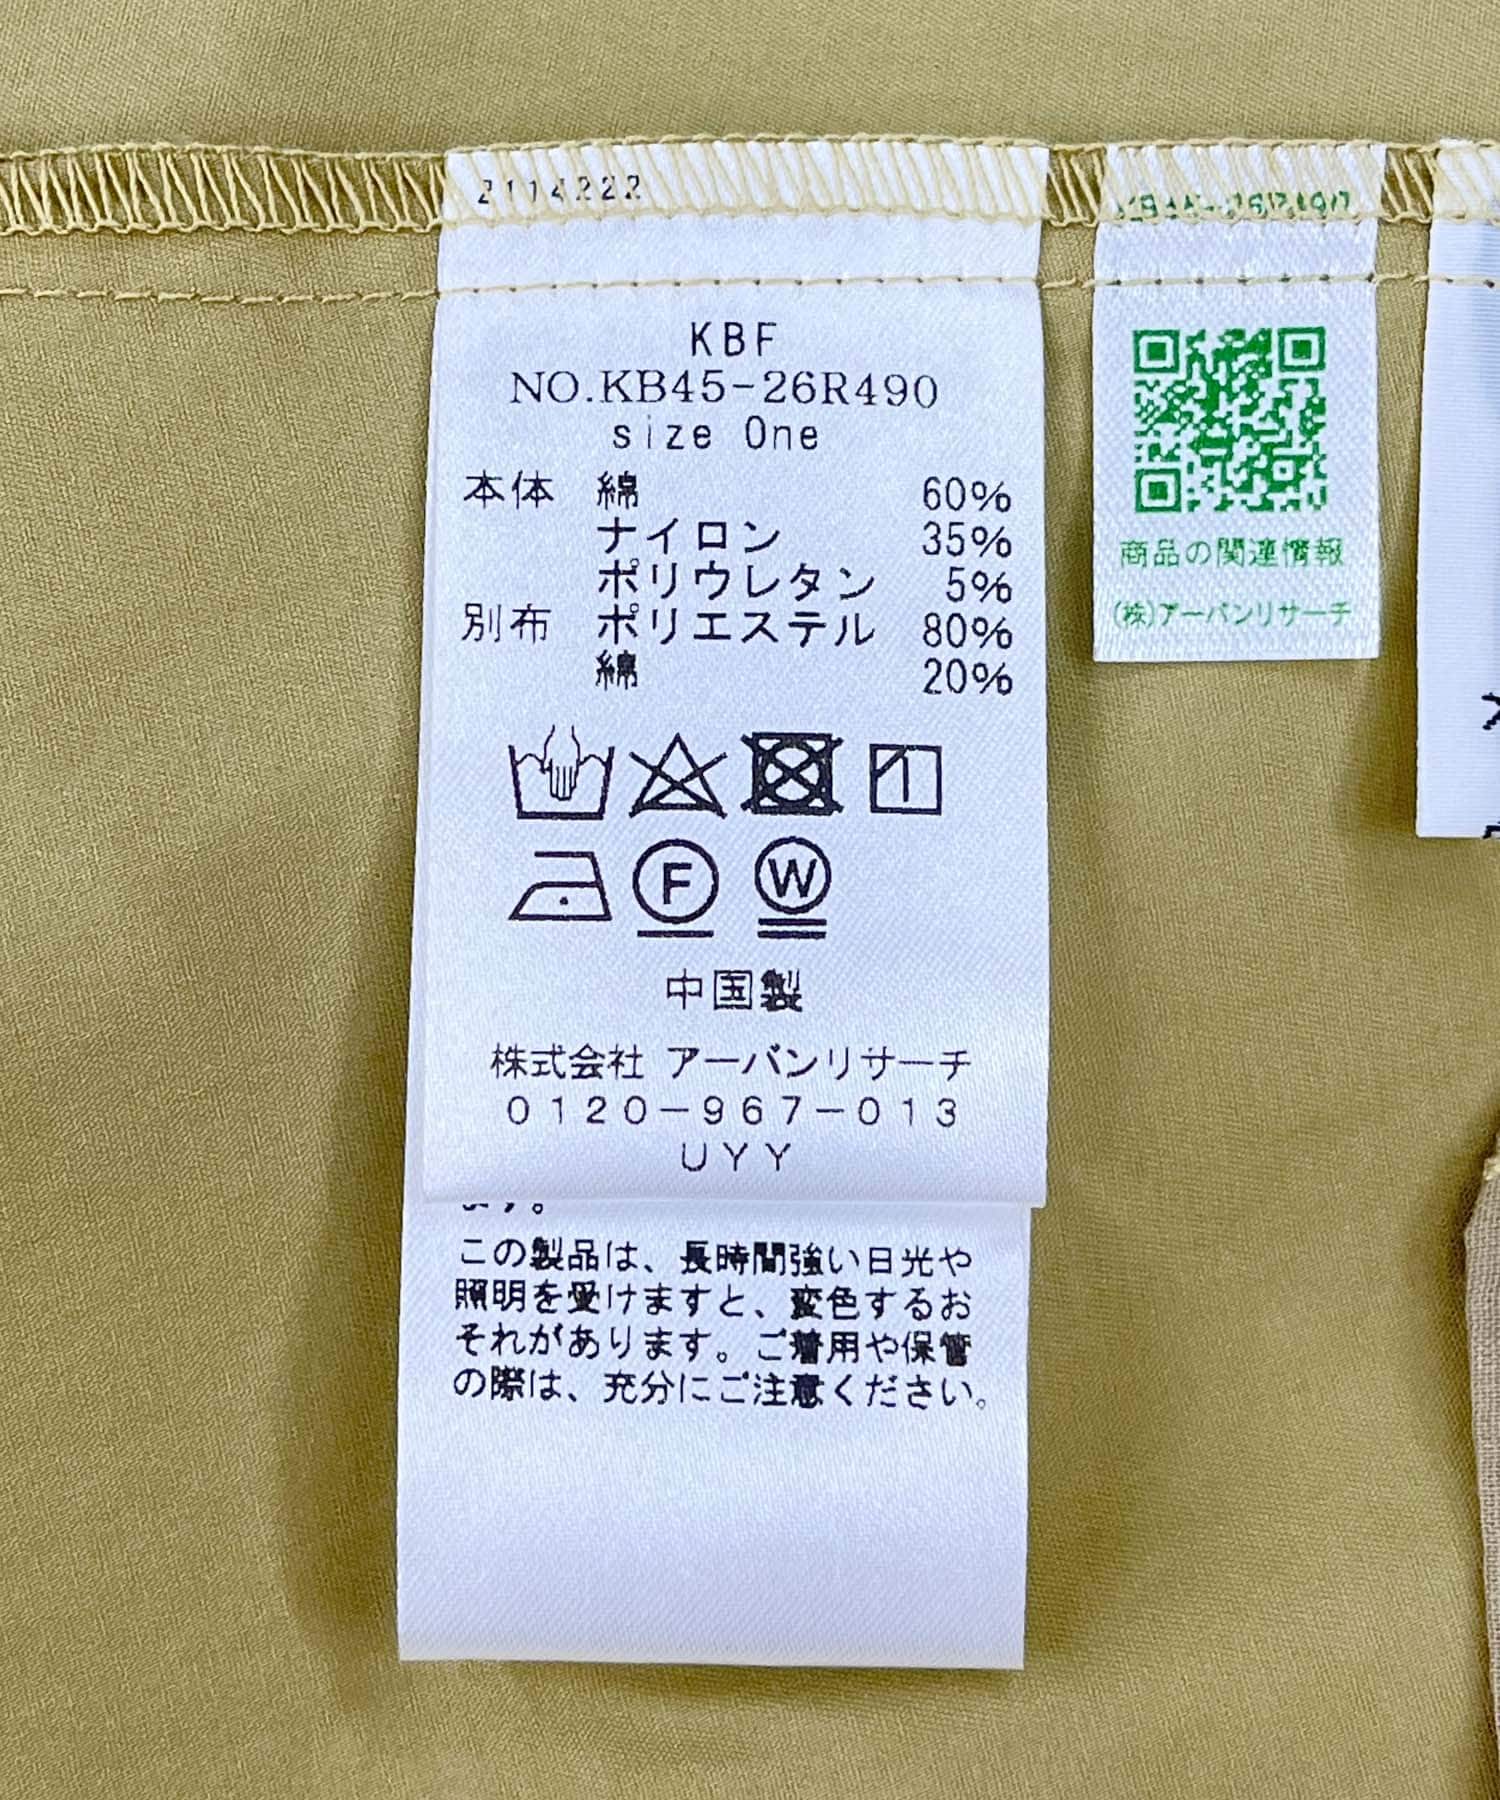 2114222
KBF
NO.KB45-26R490
size One
本体 綿 60%
ナイロン 35%
ポリウレタン 5%
別布 ポリエステル 80%
綿 20%
F W
中国製
株式会社 アーバンリサーチ
0120-967-013
UYY
この製品は、長時間強い日光や
照明を受けますと、変色するお
それがあります。ご着用や保管
の際は、充分にご注意ください。
商品の関連情報
(株)アーバンリサーチ